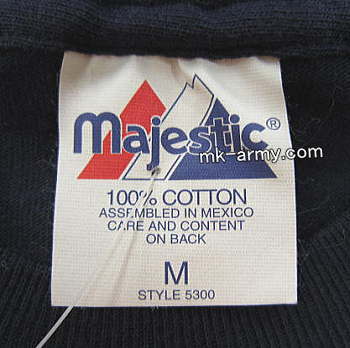 majestic®
mk-army.com
100% COTTON
ASSEMBLED IN MEXICO
CARE AND CONTENT
ON BACK
M
STYLE 5300